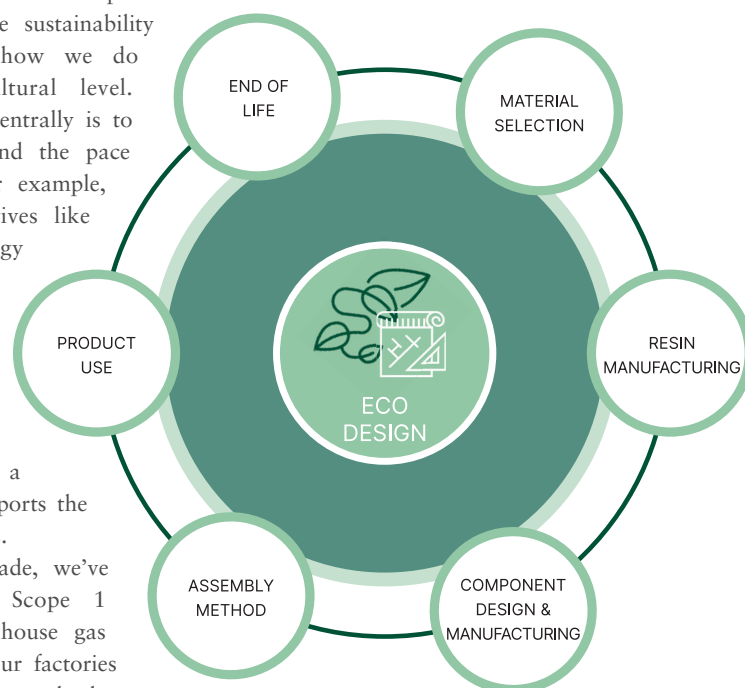 e sustainability
how we do
ltural level.
entrally is to
nd the pace
r example,
ives like
gy
a
ports the
ade, we've
Scope 1
house gas
ur factories
END OF
LIFE
MATERIAL
SELECTION
RESIN
MANUFACTURING
COMPONENT
DESIGN &
MANUFACTURING
ASSEMBLY
METHOD
PRODUCT
USE
ECO
DESIGN